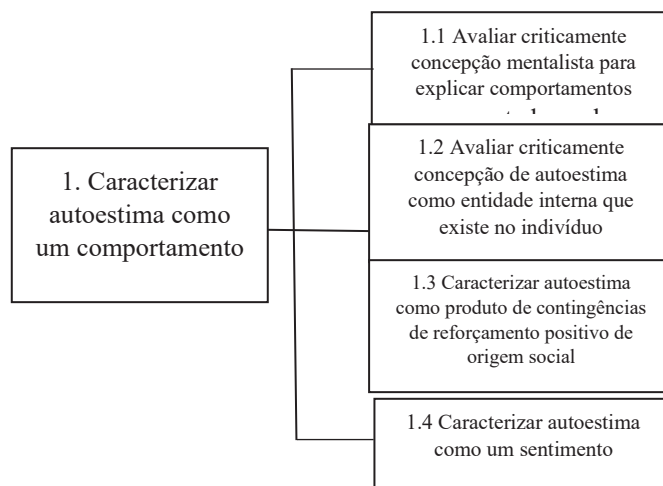 1. Caracterizar
autoestima como
um comportamento
1.1 Avaliar criticamente
concepção mentalista para
explicar comportamentos
1.2 Avaliar criticamente
concepção de autoestima
como entidade interna que
existe no indivíduo
1.3 Caracterizar autoestima
como produto de contingências
de reforçamento positivo de
origem social
1.4 Caracterizar autoestima
como um sentimento